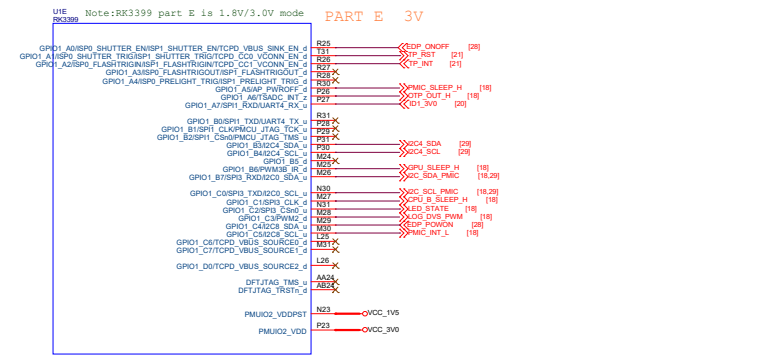 U1E
RK3399
Note:RK3399 part E is 1.8V/3.0V mode
PART E 3V
GPIO1_A0/ISP0_SHUTTER_EN/ISP1_SHUTTER_EN/TCPD_VBUS_SINK_EN_d R25 EDP_ONOFF [28]
GPIO1_A1/ISP0_SHUTTER_TRIG/ISP1_SHUTTER_TRIG/TCPD_CC0_VCONN_EN_d T31 TP_RST [21]
GPIO1_A2/ISP0_FLASHTRIGIN/ISP1_FLASHTRIGIN/TCPD_CC1_VCONN_EN_d R26 TP_INT [21]
GPIO1_A3/ISP0_FLASHTRIGOUT/ISP1_FLASHTRIGOUT_d R27
GPIO1_A4/ISP0_PRELIGHT_TRIG/ISP1_PRELIGHT_TRIG_d R28
GPIO1_A5/AP_PWROFF_d R30 PMIC_SLEEP_H [18]
GPIO1_A6/TSADC_INT_z P26 OTP_OUT_H [18]
GPIO1_A7/SPI1_RXD/UART4_RX_u P27 ID1_3V0 [20]
GPIO1_B0/SPI1_TXD/UART4_TX_u R31
GPIO1_B1/SPI1_CLK/PMCU_JTAG_TCK_u P28
GPIO1_B2/SPI1_CSn0/PMCU_JTAG_TMS_u P29
GPIO1_B3/I2C4_SDA_u P31 I2C4_SDA [29]
GPIO1_B4/I2C4_SCL_u P30 I2C4_SCL [29]
GPIO1_B5_d M24
GPIO1_B6/PWM3B_IR_d M25 GPU_SLEEP_H [18]
GPIO1_B7/SPI3_RXD/I2C0_SDA_u M26 I2C_SDA_PMIC [18,29]
GPIO1_C0/SPI3_TXD/I2C0_SCL_u N30 I2C_SCL_PMIC [18,29]
GPIO1_C1/SPI3_CLK_d M27 CPU_B_SLEEP_H [18]
GPIO1_C2/SPI3_CSn0_u N31 LED_STATE [18]
GPIO1_C3/PWM2_d M28 LOG_DVS_PWM [18]
GPIO1_C4/I2C8_SDA_u M29 EDP_POWON [28]
GPIO1_C5/I2C8_SCL_u M30 PMIC_INT_L [18]
GPIO1_C6/TCPD_VBUS_SOURCE0_d L25
GPIO1_C7/TCPD_VBUS_SOURCE1_d M31
GPIO1_D0/TCPD_VBUS_SOURCE2_d L26
DFTJTAG_TMS_u AA24
DFTJTAG_TRSTn_d AB24
PMUIO2_VDDPST N23 VCC_1V5
PMUIO2_VDD P23 VCC_3V0